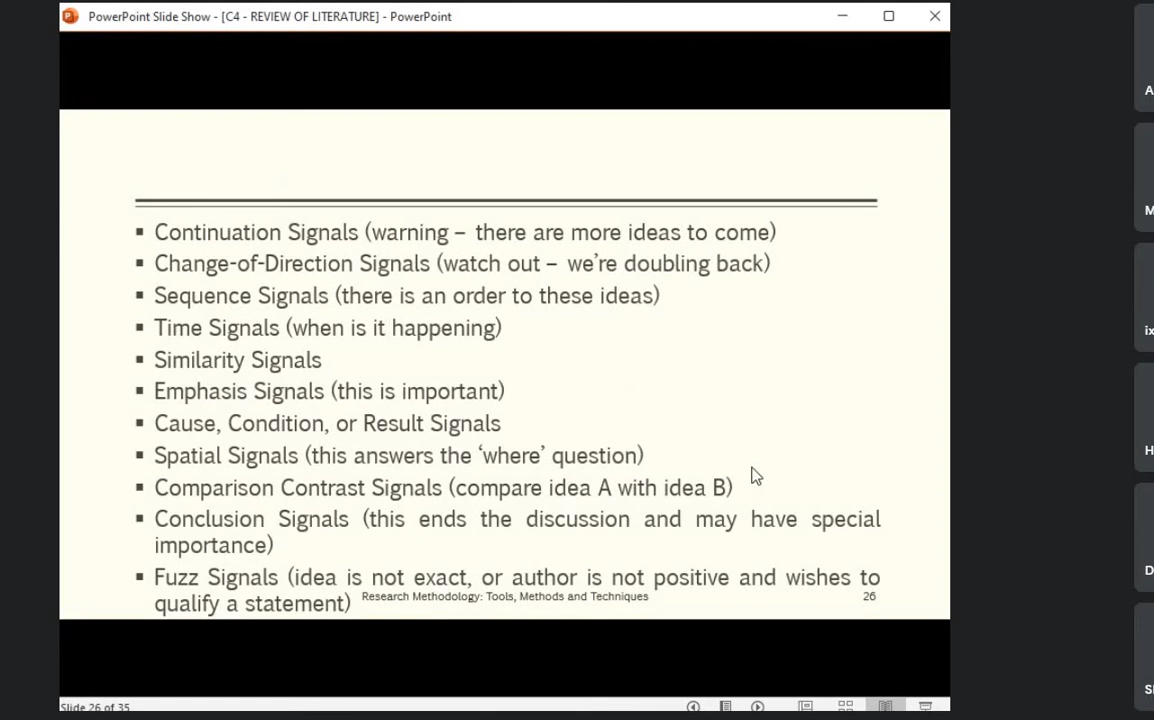 PowerPoint Slide Show - [C4 - REVIEW OF LITERATURE] - PowerPoint
▪ Continuation Signals (warning – there are more ideas to come)
▪ Change-of-Direction Signals (watch out – we’re doubling back)
▪ Sequence Signals (there is an order to these ideas)
▪ Time Signals (when is it happening)
▪ Similarity Signals
▪ Emphasis Signals (this is important)
▪ Cause, Condition, or Result Signals
▪ Spatial Signals (this answers the ‘where’ question)
▪ Comparison Contrast Signals (compare idea A with idea B)
▪ Conclusion Signals (this ends the discussion and may have special
importance)
▪ Fuzz Signals (idea is not exact, or author is not positive and wishes to
qualify a statement)
Research Methodology: Tools, Methods and Techniques
26
Slide 26 of 35
A
M
ix
H
D